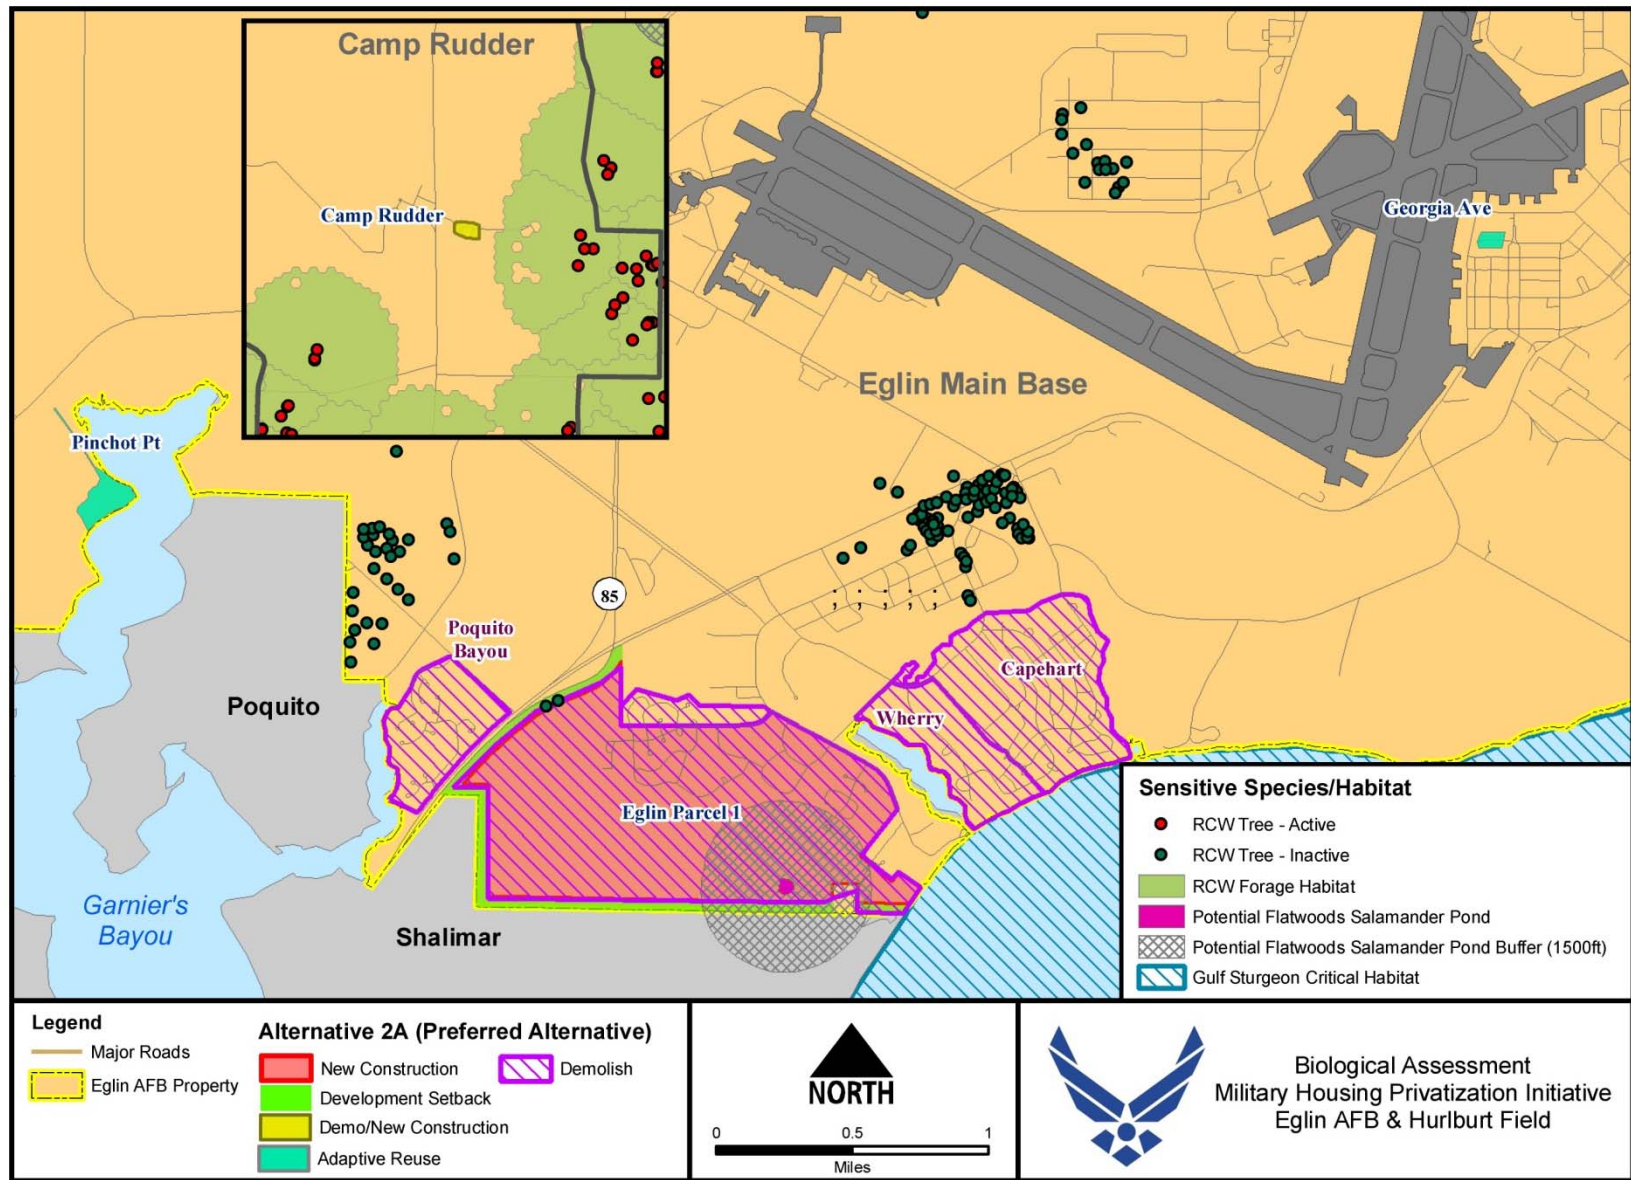 Camp Rudder
Camp Rudder
Georgia Ave
Eglin Main Base
Pinchot Pt
85
; ; ; ; ;
Poquito
Bayou
Capehart
Poquito
Wherry
Eglin Parcel 1
Garnier's
Bayou
Shalimar
Sensitive Species/Habitat
RCW Tree - Active
RCW Tree - Inactive
RCW Forage Habitat
Potential Flatwoods Salamander Pond
Potential Flatwoods Salamander Pond Buffer (1500ft)
Gulf Sturgeon Critical Habitat
Legend
Major Roads
Eglin AFB Property
Alternative 2A (Preferred Alternative)
New Construction
Demolish
Development Setback
Demo/New Construction
Adaptive Reuse
NORTH
0 0.5 1
Miles
Biological Assessment
Military Housing Privatization Initiative
Eglin AFB & Hurlburt Field